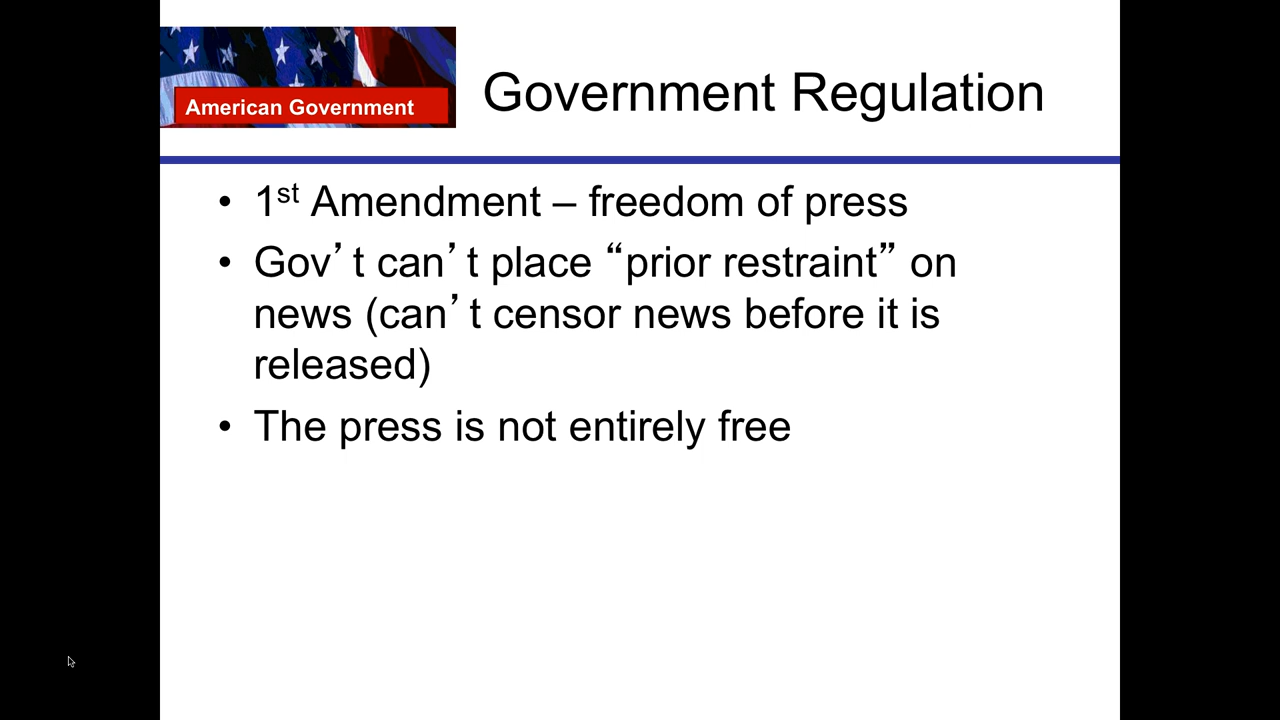 American Government
Government Regulation
• 1st Amendment – freedom of press
• Gov’t can’t place “prior restraint” on
news (can’t censor news before it is
released)
• The press is not entirely free